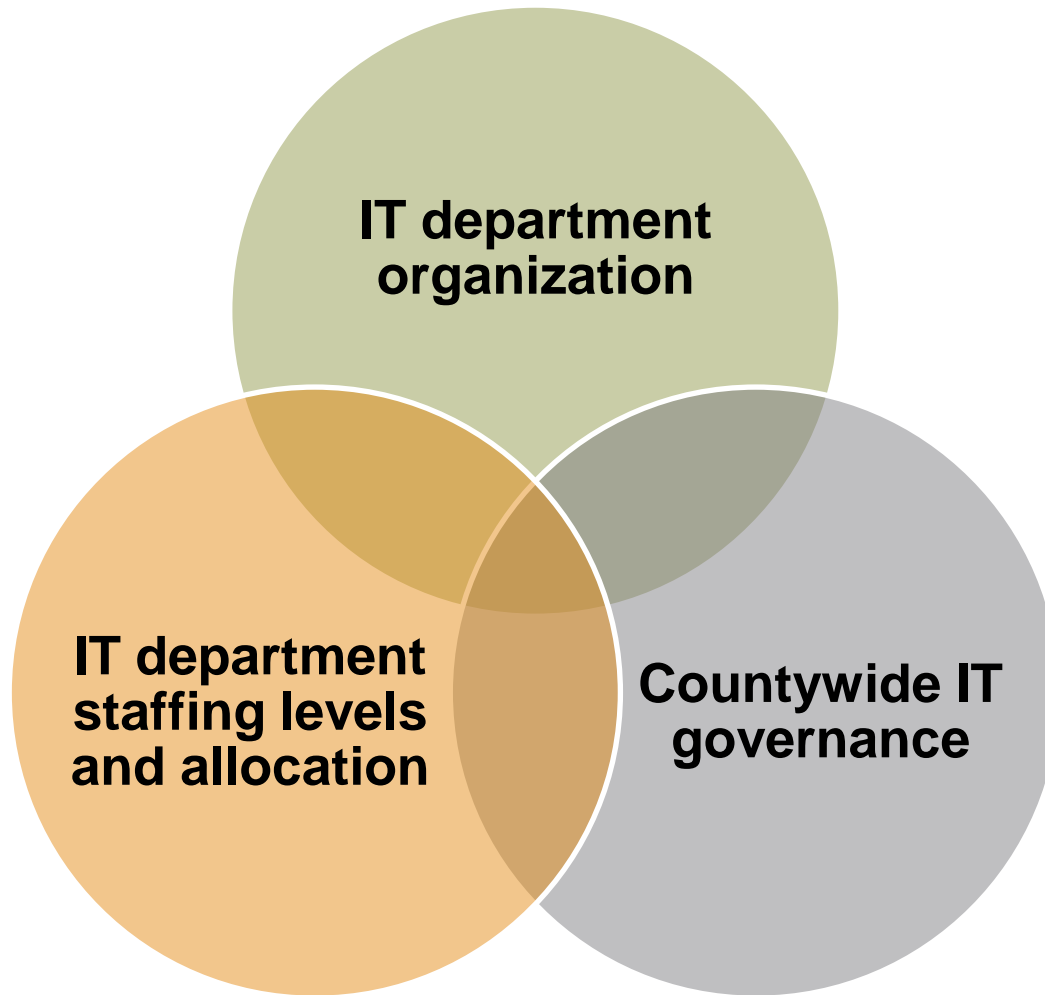 IT department
organization
IT department
staffing levels
and allocation
Countywide IT
governance